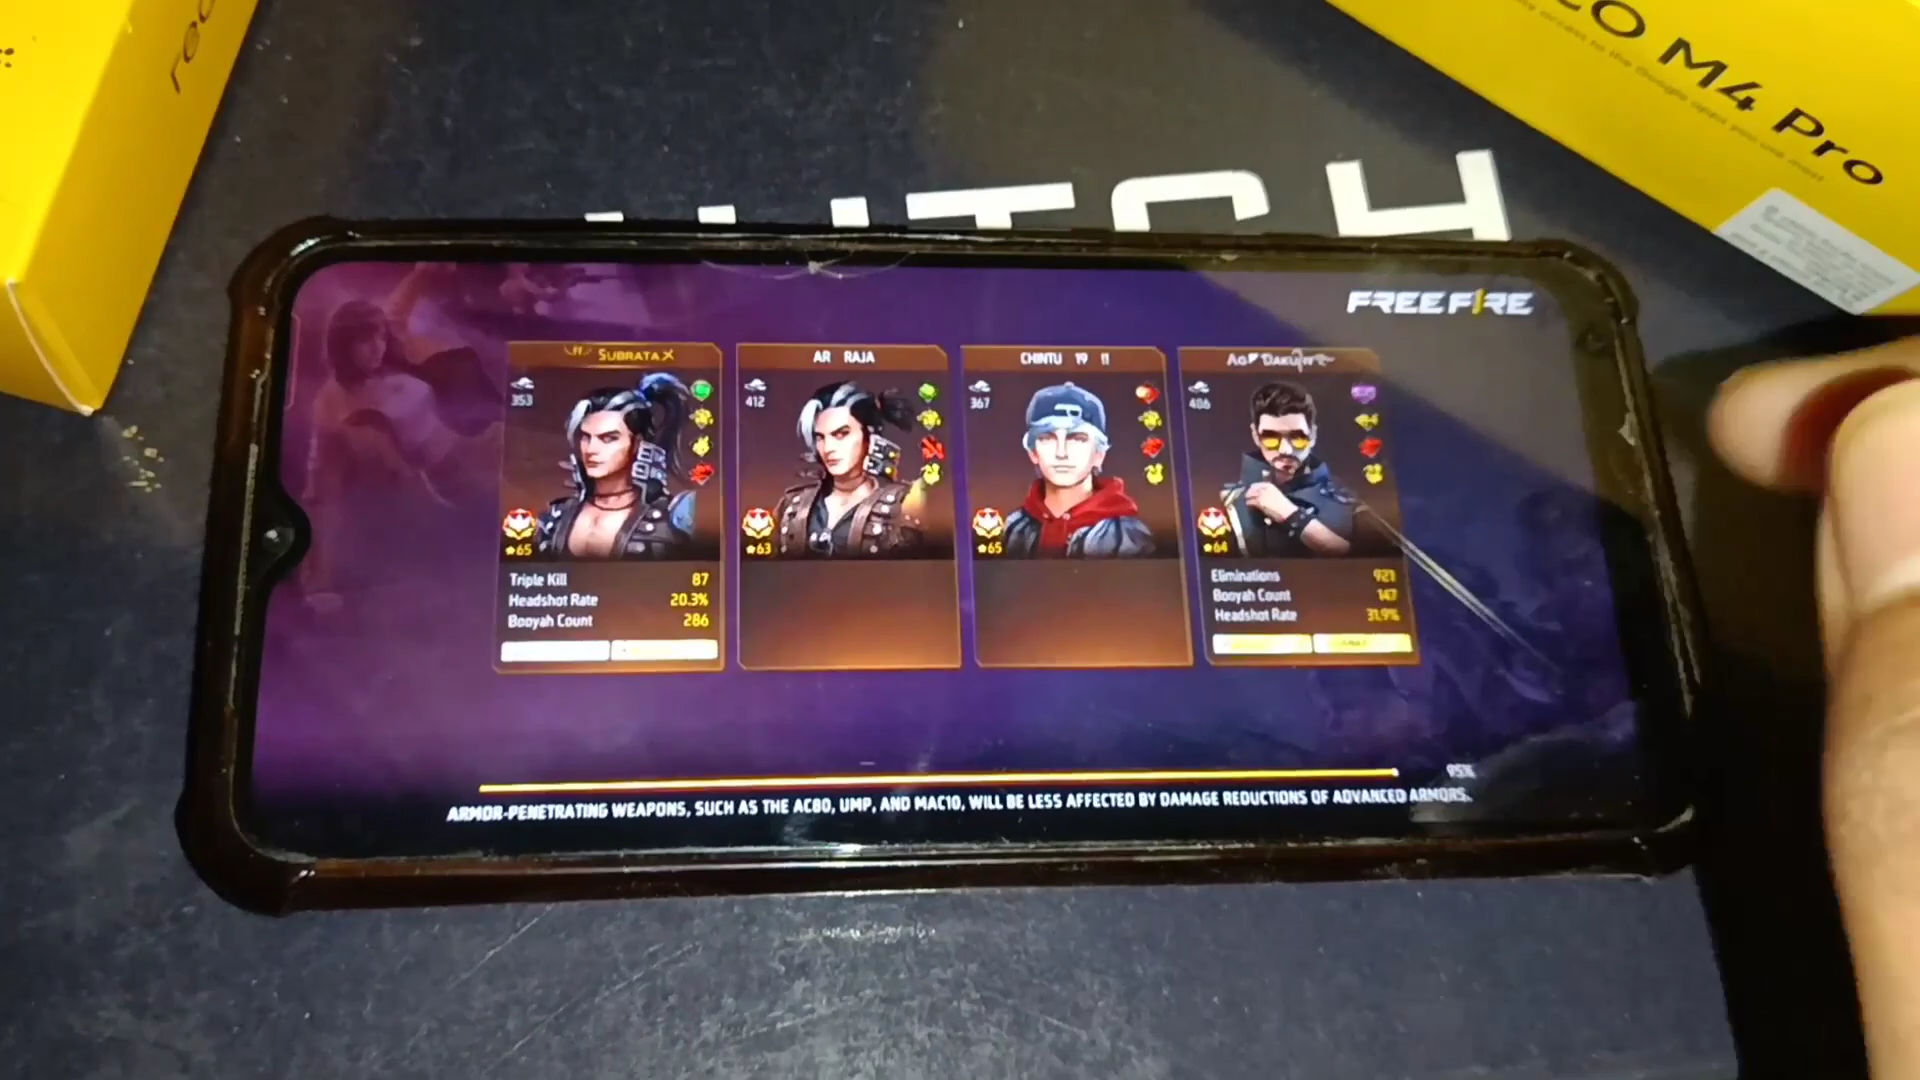 M4 Pro
FREE FIRE
SUBRATA X
353
65
Triple Kill 87
Headshot Rate 20.3%
Booyah Count 286
AR RAJA
412
63
CHINTU 19 11
367
65
406
64
Eliminations 921
Booyah Count 147
Headshot Rate 31.9%
95%
ARMOR-PENETRATING WEAPONS, SUCH AS THE AC80, UMP, AND MAC10, WILL BE LESS AFFECTED BY DAMAGE REDUCTIONS OF ADVANCED ARMORS.